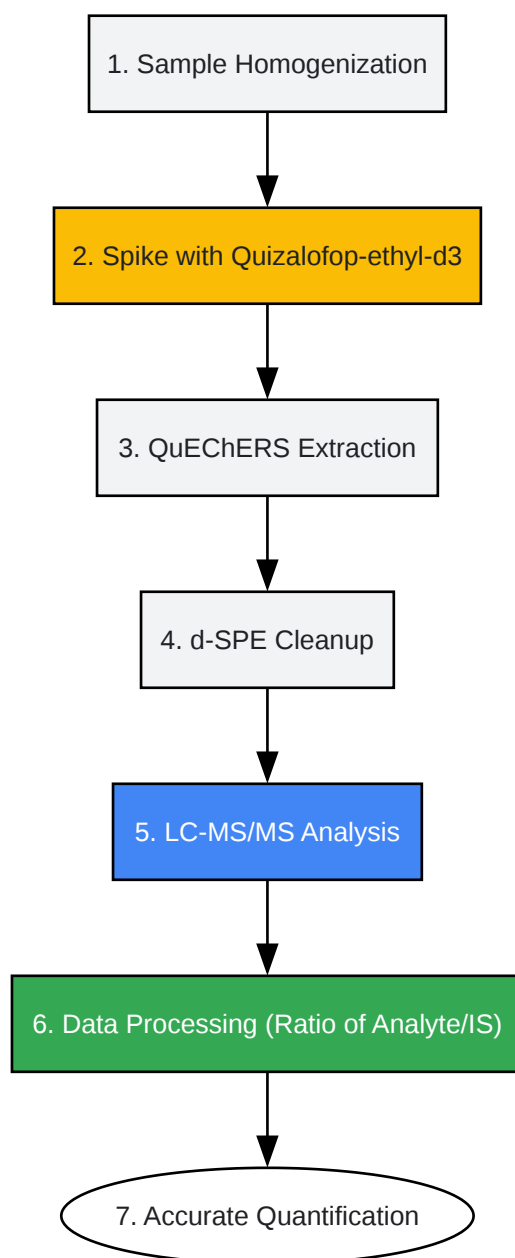 1. Sample Homogenization
2. Spike with Quizalofop-ethyl-d3
3. QuEChERS Extraction
4. d-SPE Cleanup
5. LC-MS/MS Analysis
6. Data Processing (Ratio of Analyte/IS)
7. Accurate Quantification